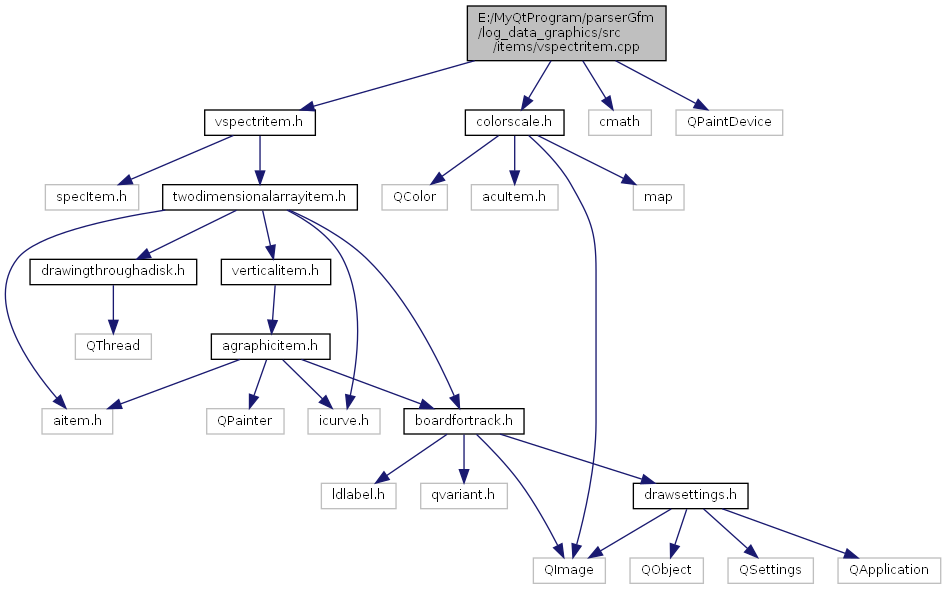 E:/MyQtProgram/parserGfm
/log_data_graphics/src
/items/vspectritem.cpp
vspectritem.h
colorscale.h
cmath
QPaintDevice
specItem.h
twodimensionalarrayitem.h
QColor
acuItem.h
map
drawingthroughadisk.h
verticalitem.h
QThread
agraphicitem.h
aitem.h
QPainter
icurve.h
boardfortrack.h
ldlabel.h
qvariant.h
drawsettings.h
QImage
QObject
QSettings
QApplication